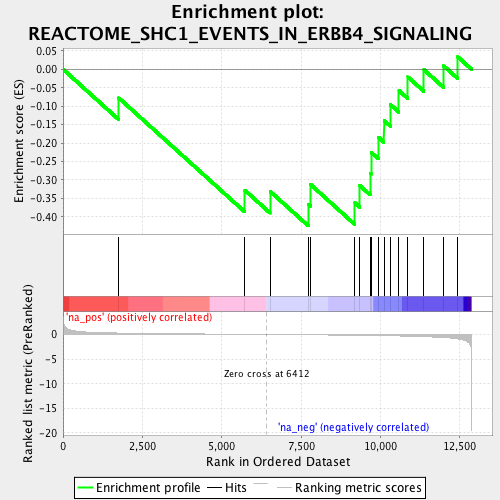 Enrichment plot:
REACTOME_SHC1_EVENTS_IN_ERBB4_SIGNALING
Enrichment score (ES)
0.05
0.00
-0.05
-0.10
-0.15
-0.20
-0.25
-0.30
-0.35
-0.40
'na_pos' (positively correlated)
Ranked list metric (PreRanked)
0
-5
-10
-15
-20
Zero cross at 6412
'na_neg' (negatively correlated)
0
2,500
5,000
7,500
10,000
12,500
Rank in Ordered Dataset
Enrichment profile
Hits
Ranking metric scores